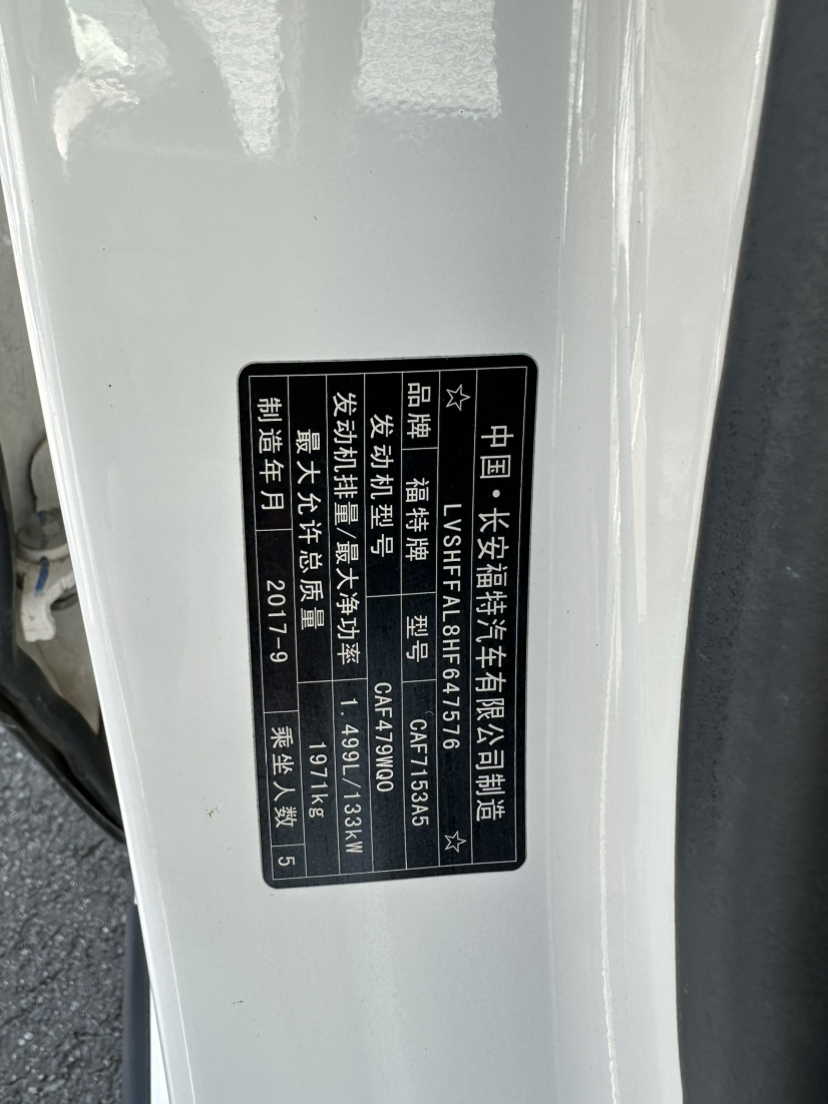 中国·长安福特汽车有限公司制造
☆ LVSHFFAL8HF647576 ☆
品牌 福特牌 型号 CAF7153A5
发动机型号 CAF479WQ0
发动机排量/最大净功率 1.499L/133kW
最大允许总质量 1971kg
制造年月 2017-9 乘坐人数 5